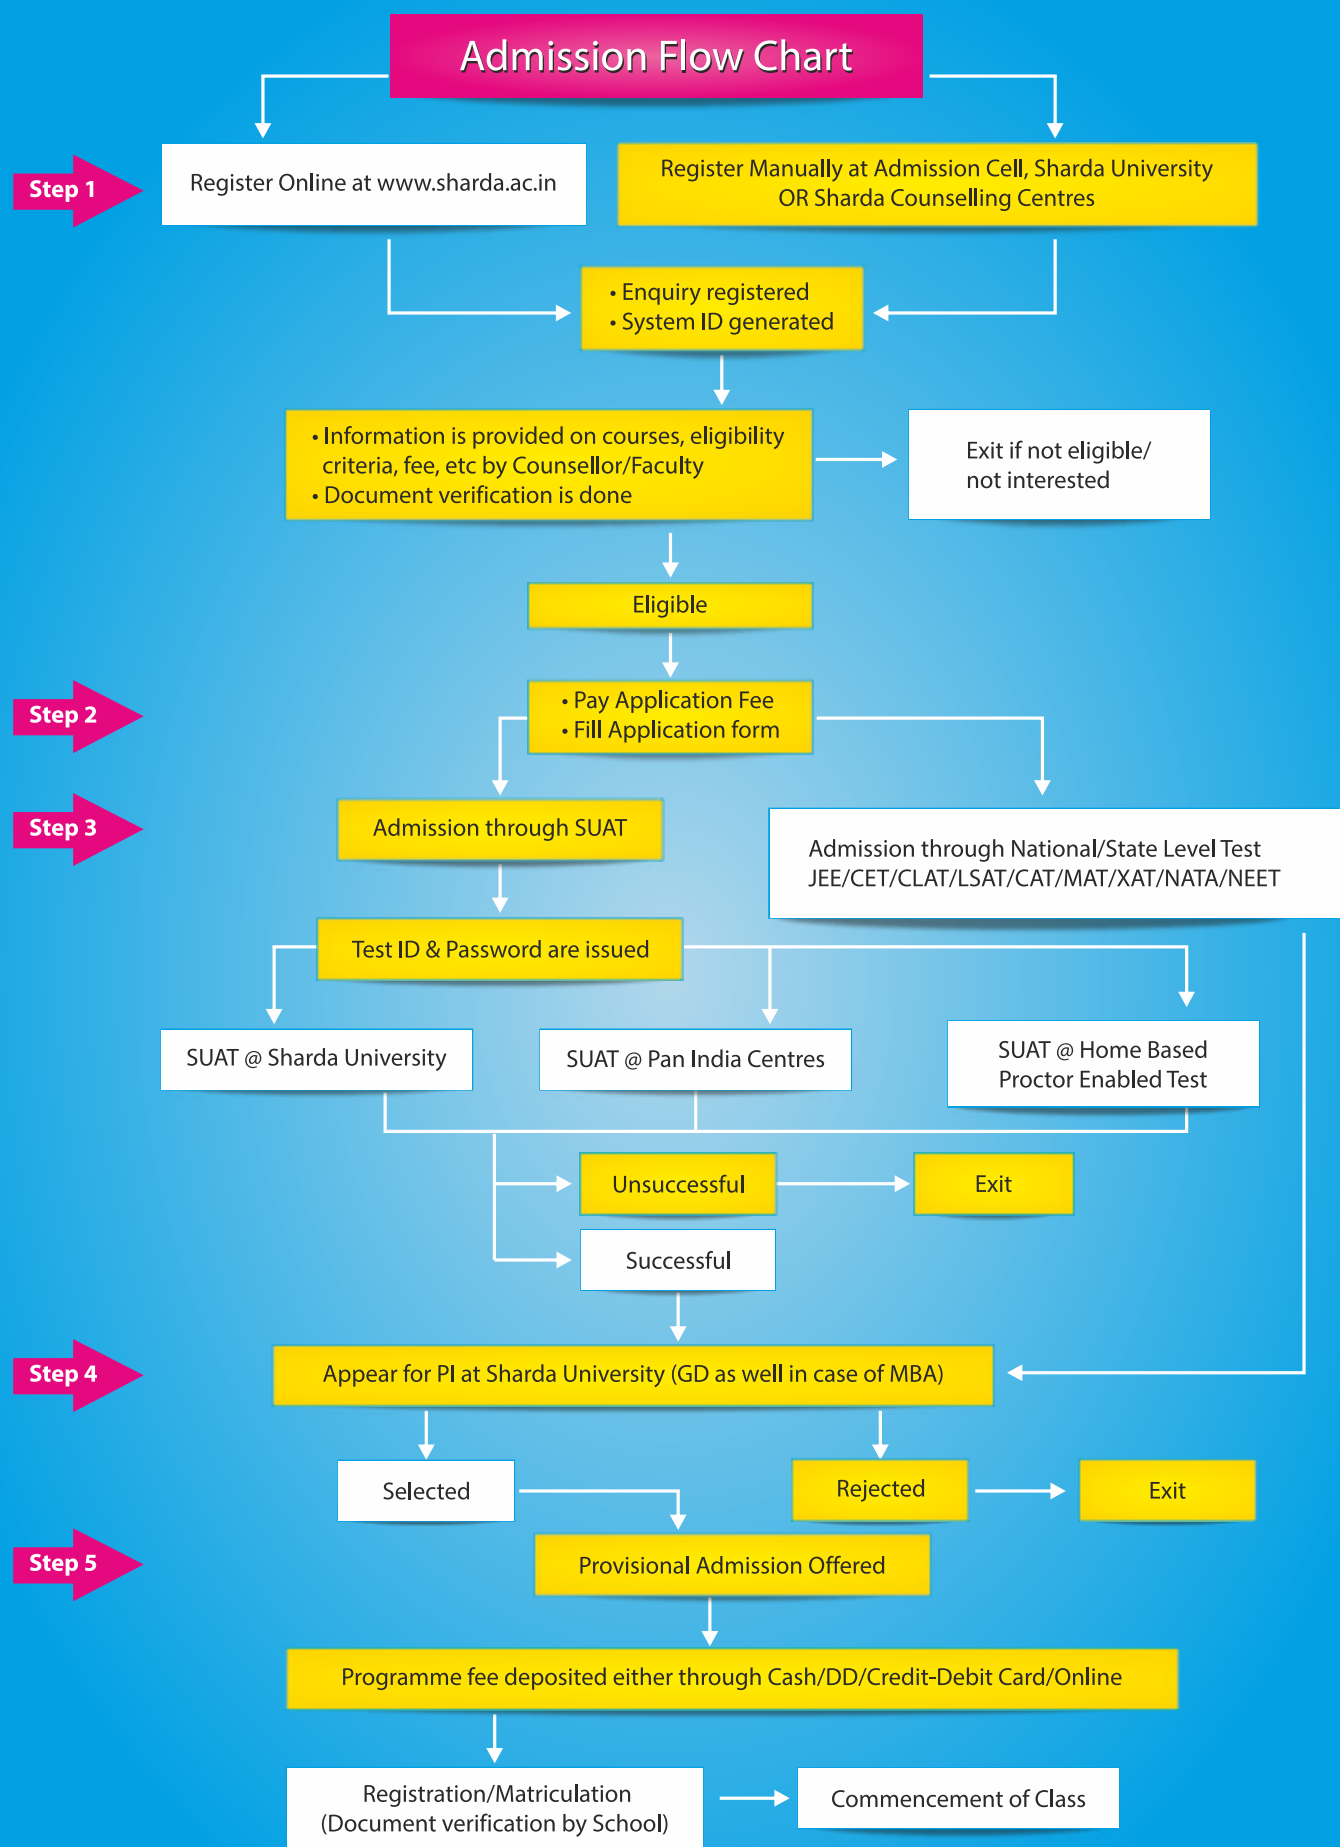 Admission Flow Chart
Step 1
Register Online at www.sharda.ac.in
Register Manually at Admission Cell, Sharda University
OR Sharda Counselling Centres
• Enquiry registered
• System ID generated
• Information is provided on courses, eligibility
criteria, fee, etc by Counsellor/Faculty
• Document verification is done
Exit if not eligible/
not interested
Eligible
Step 2
• Pay Application Fee
• Fill Application form
Step 3
Admission through SUAT
Admission through National/State Level Test
JEE/CET/CLAT/LSAT/CAT/MAT/XAT/NATA/NEET
Test ID & Password are issued
SUAT @ Sharda University
SUAT @ Pan India Centres
SUAT @ Home Based
Proctor Enabled Test
Unsuccessful
Exit
Successful
Step 4
Appear for PI at Sharda University (GD as well in case of MBA)
Selected
Rejected
Exit
Step 5
Provisional Admission Offered
Programme fee deposited either through Cash/DD/Credit-Debit Card/Online
Registration/Matriculation
(Document verification by School)
Commencement of Class